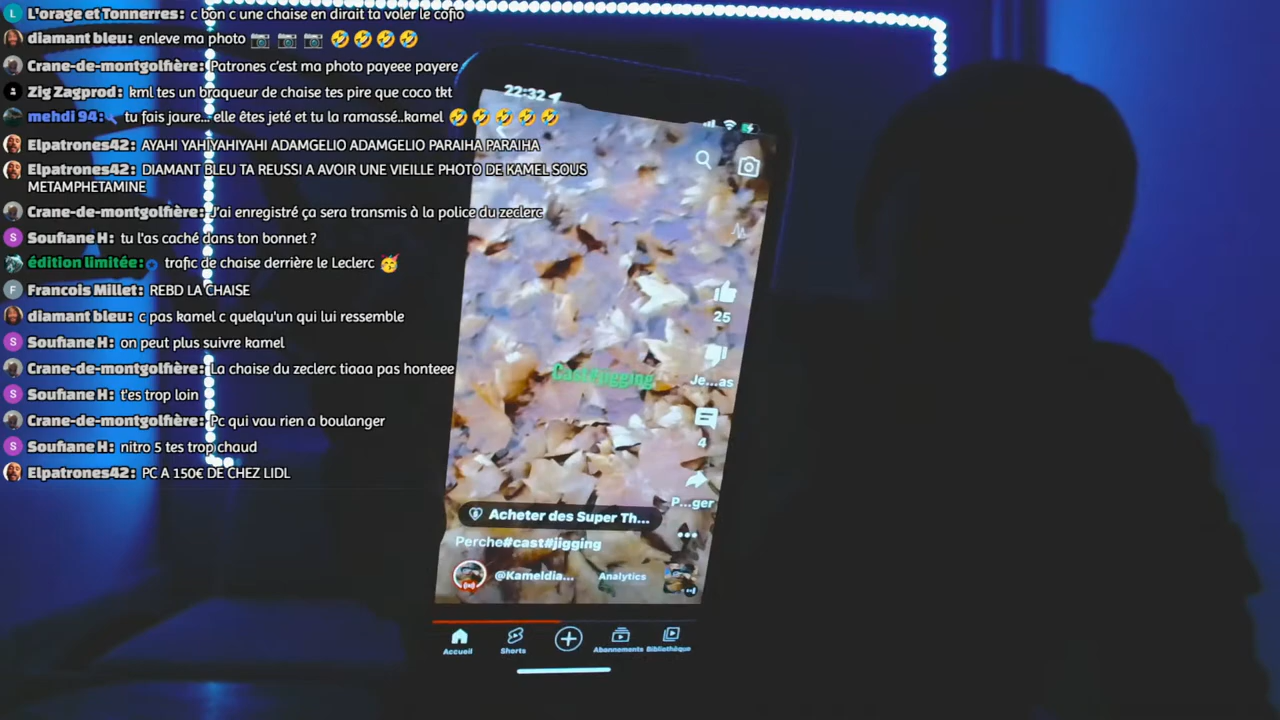 L'orage et Tonnerres: c bon c une chaise en dirait ta voler le cofio
diamant bleu: enleve ma photo 📷 📷 📷 🤣 🤣 🤣 🤣
Crane-de-montgolfière: Patrones c'est ma photo payeee payere
Zig Zagprod: kml tes un braqueur de chaise tes pire que coco tkt
mehdi 94: tu fais jaure... elle êtes jeté et tu la ramassé..kamel 🤣 🤣 🤣 🤣 🤣
Elpatrones42: AYAHI YAHIYAHIYAHI ADAMGELIO ADAMGELIO PARAIHA PARAIHA
Elpatrones42: DIAMANT BLEU TA REUSSI A AVOIR UNE VIEILLE PHOTO DE KAMEL SOUS
METAMPHETAMINE
Crane-de-montgolfière: J'ai enregistré ça sera transmis à la police du zeclerc
Soufiane H: tu l'as caché dans ton bonnet ?
édition limitée: trafic de chaise derrière le Leclerc 🥳
Francois Millet: REBD LA CHAISE
diamant bleu: c pas kamel c quelqu'un qui lui ressemble
Soufiane H: on peut plus suivre kamel
Crane-de-montgolfière: La chaise du zeclerc tiaaa pas honteee
Soufiane H: t'es trop loin
Crane-de-montgolfière: Pc qui vau rien a boulanger
Soufiane H: nitro 5 tes trop chaud
Elpatrones42: PC A 150€ DE CHEZ LIDL
22:32
Cast#jigging
25
Je...as
4
P...ger
Acheter des Super Th...
Perche#cast#jigging
@Kameldia...
Analytics
Accueil
Shorts
Abonnements
Bibliothèque